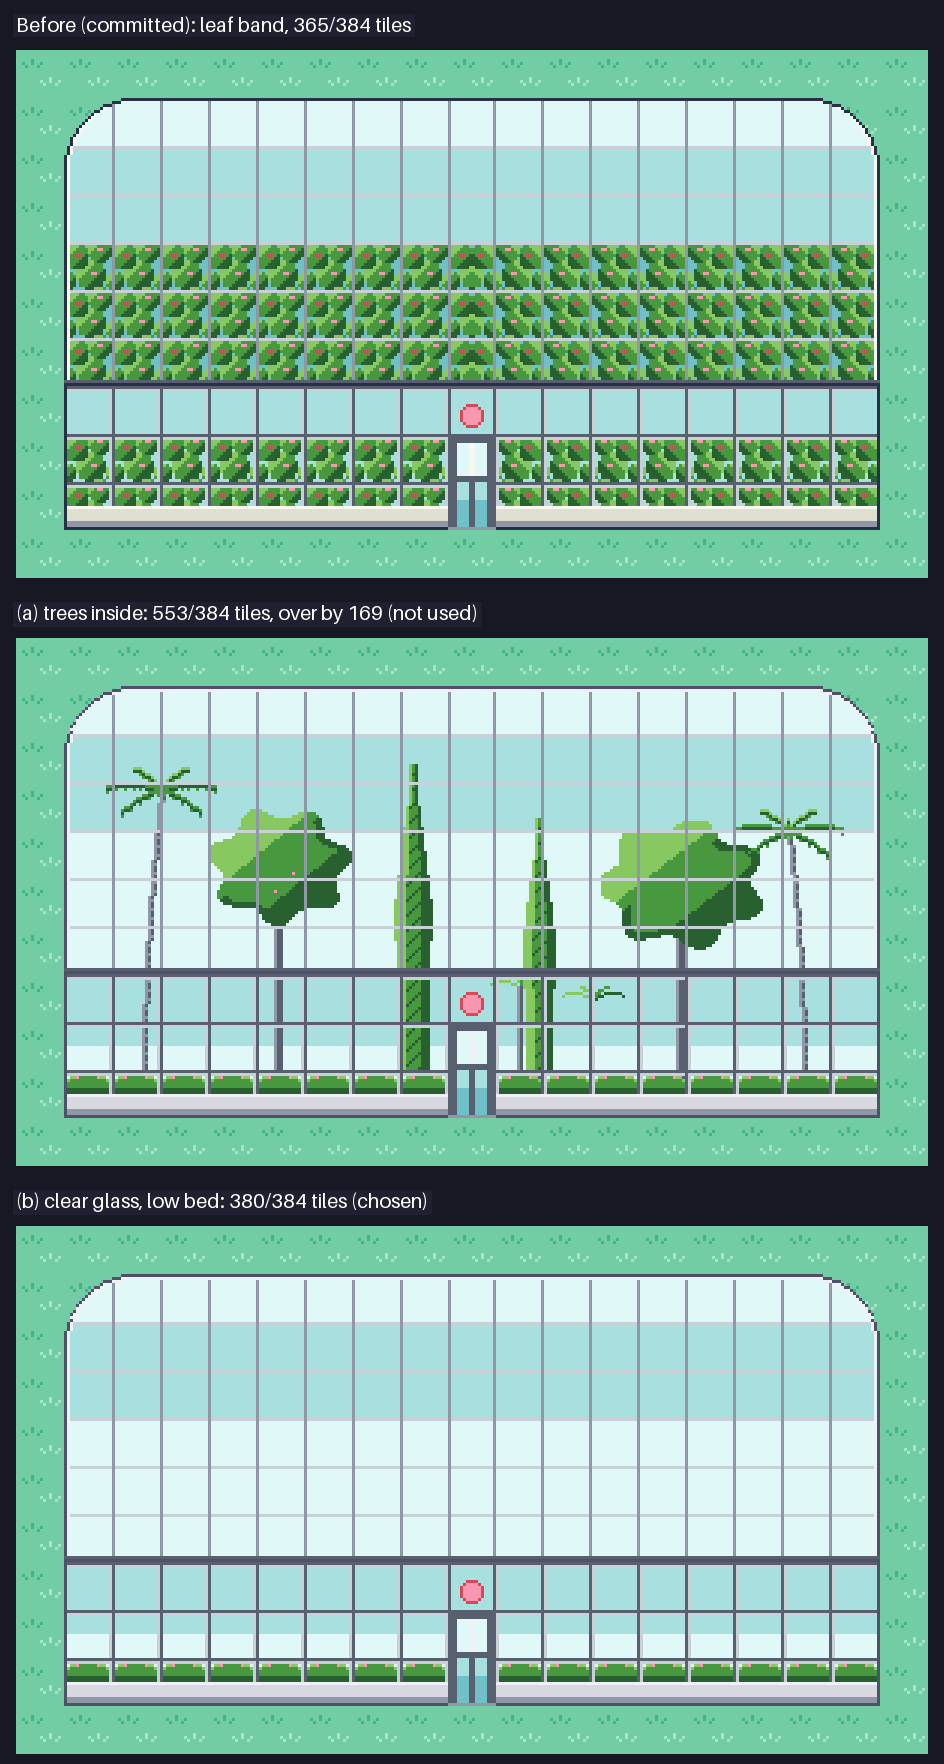 Before (committed): leaf band, 365/384 tiles
(a) trees inside: 553/384 tiles, over by 169 (not used)
(b) clear glass, low bed: 380/384 tiles (chosen)